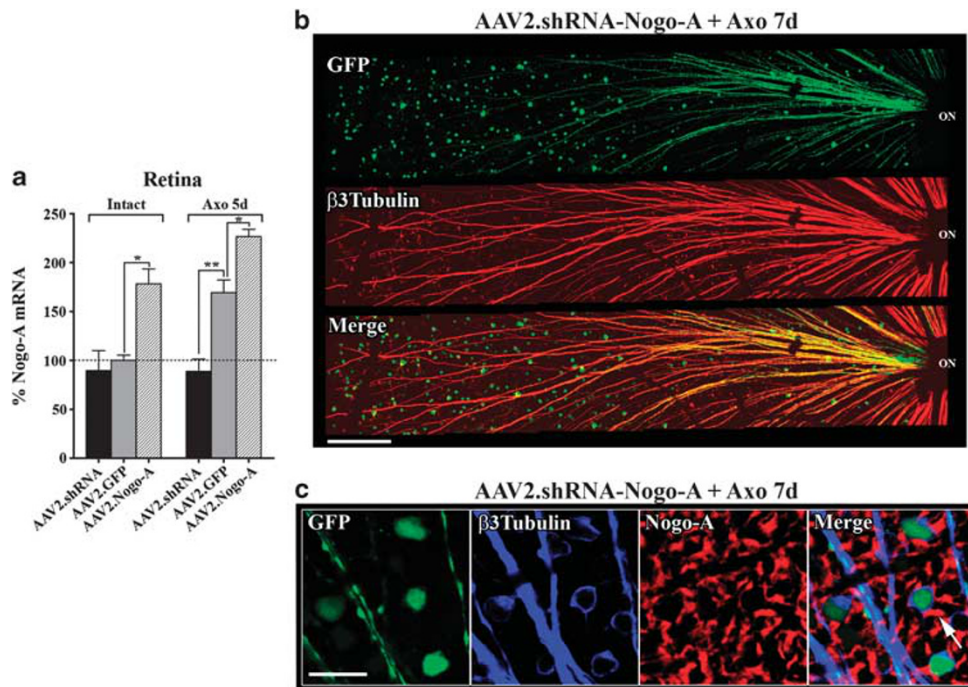 a
Retina
Intact
Axo 5d
*
**
*
% Nogo-A mRNA
250
200
150
100
50
0
AAV2.shRNA
AAV2.GFP
AAV2.Nogo-A
AAV2.shRNA
AAV2.GFP
AAV2.Nogo-A
b
AAV2.shRNA-Nogo-A + Axo 7d
GFP
ON
β3Tubulin
ON
Merge
ON
c
AAV2.shRNA-Nogo-A + Axo 7d
GFP
β3Tubulin
Nogo-A
Merge